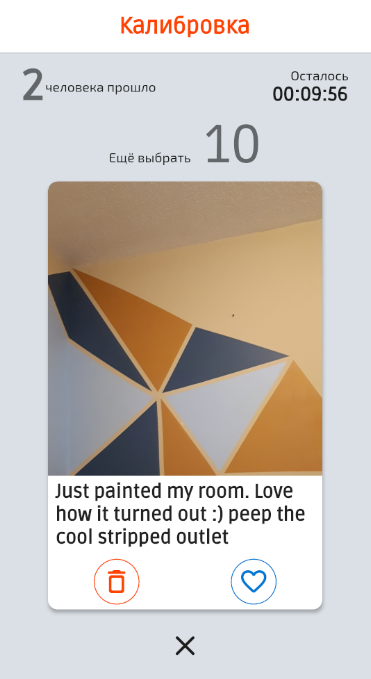 Калибровка
2 человека прошло
Осталось
00:09:56
Ещё выбрать 10
Just painted my room. Love
how it turned out :) peep the
cool stripped outlet